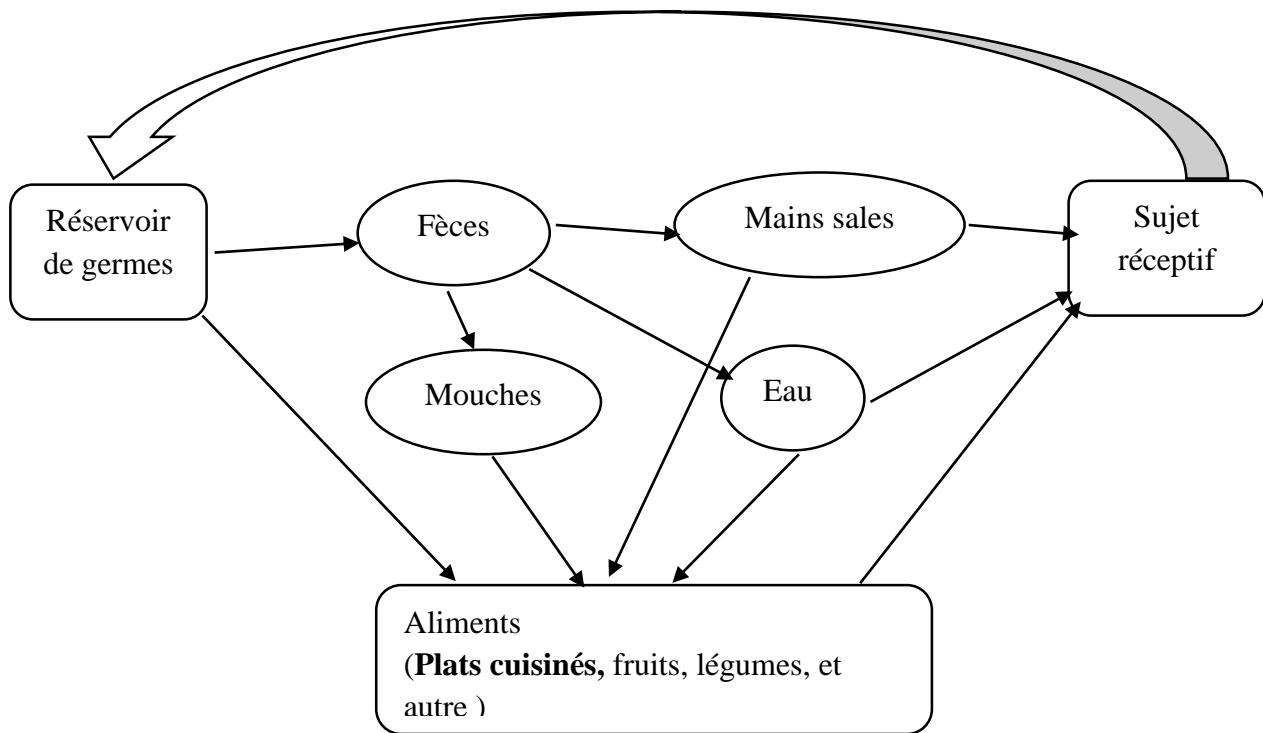 Réservoir
de germes
Fèces
Mains sales
Sujet
réceptif
Mouches
Eau
Aliments
(Plats cuisinés, fruits, légumes, et
autre )